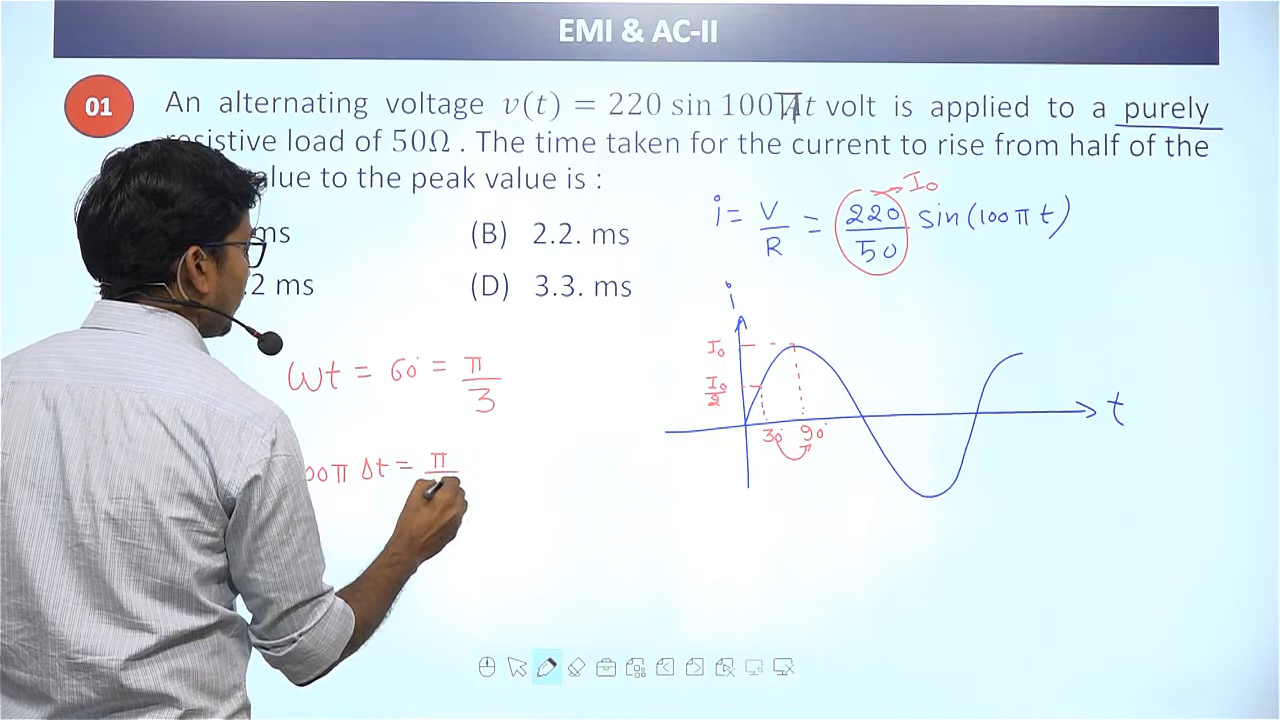 EMI & AC-II
01
An alternating voltage v(t) = 220 sin 100πt volt is applied to a purely
resistive load of 50Ω . The time taken for the current to rise from half of the
value to the peak value is :
ms
(B) 2.2. ms
2 ms
(D) 3.3. ms
i = V/R = 220/50 sin(100πt)
I₀
i
I₀
I₀/2
30° 90°
t
ωt = 60° = π/3
00π Δt = π